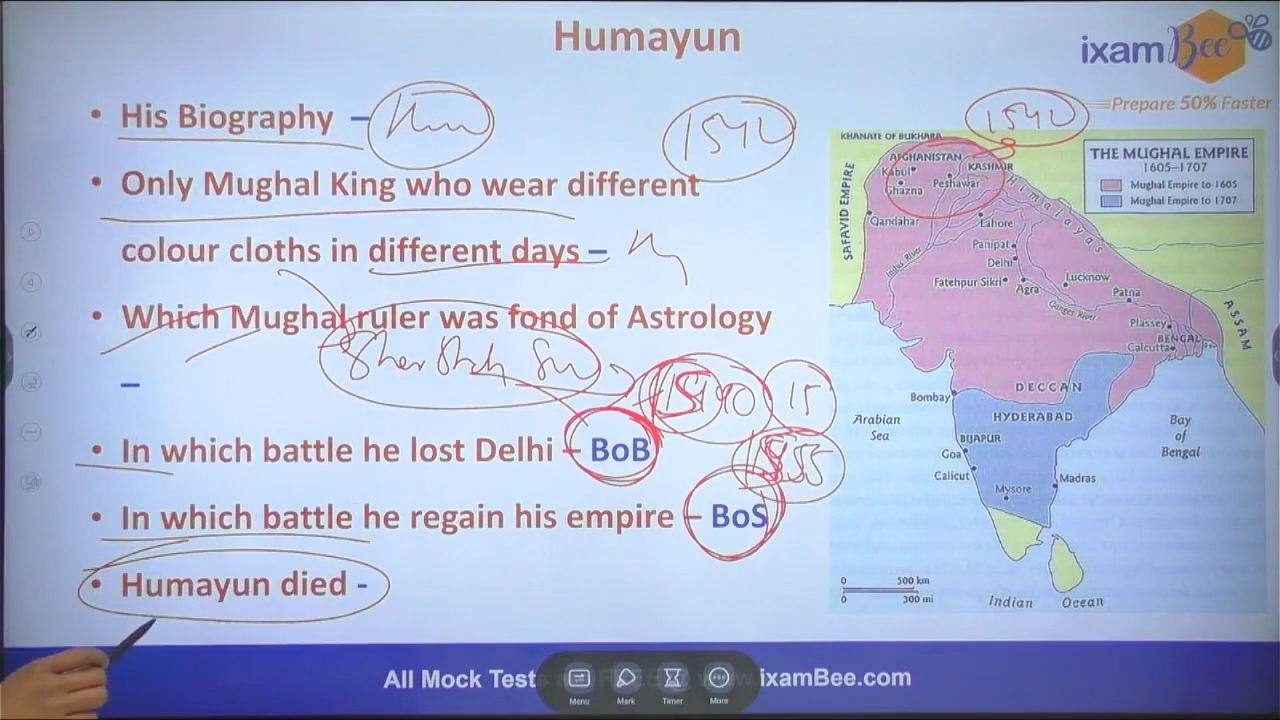 Humayun
ixamBee
Prepare 50% Faster
• His Biography –
1542
1542
• Only Mughal King who wear different
colour cloths in different days –
• Which Mughal ruler was fond of Astrology
–
Sher Shah
1540
15
• In which battle he lost Delhi – BoB
1555
• In which battle he regain his empire – BoS
• Humayun died -
KHANATE OF BUKHARA
AFGHANISTAN
KASHMIR
Kabul
Ghazna
Peshawar
THE MUGHAL EMPIRE
1605–1707
Mughal Empire to 1605
Mughal Empire to 1707
SAFAVID EMPIRE
Himalayas
Qandahar
Lahore
Indus River
Panipat
Delhi
Fatehpur Sikri
Agra
Lucknow
Ganges River
Patna
ASSAM
Plassey
BENGAL
Calcutta
DECCAN
Bombay
HYDERABAD
Arabian
Sea
Bay
of
Bengal
BIJAPUR
Goa
Calicut
Madras
Mysore
0 500 km
0 300 mi
Indian Ocean
All Mock Tests
ixamBee.com
Menu
Mark
Timer
More